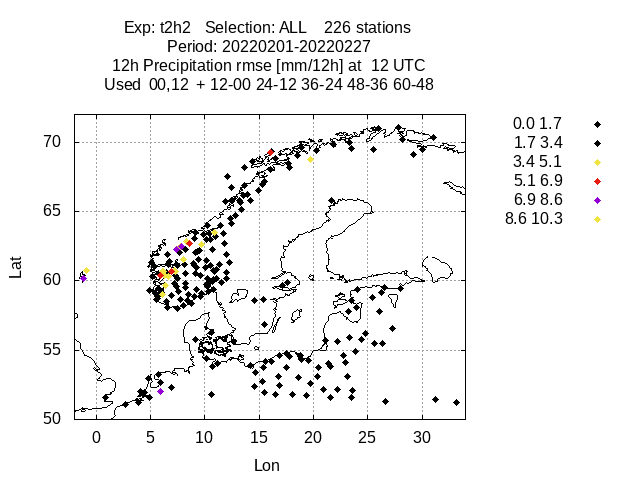 Exp: t2h2 Selection: ALL 226 stations
Period: 20220201-20220227
12h Precipitation rmse [mm/12h] at 12 UTC
Used 00,12 + 12-00 24-12 36-24 48-36 60-48
0.0 1.7
1.7 3.4
3.4 5.1
5.1 6.9
6.9 8.6
8.6 10.3
70
65
60
55
50
Lat
0 5 10 15 20 25 30
Lon